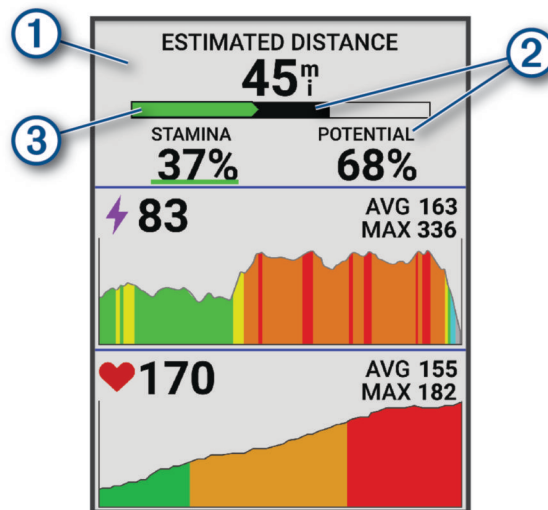 1
2
3
ESTIMATED DISTANCE
45 mi
STAMINA POTENTIAL
37% 68%
83 AVG 163
MAX 336
170 AVG 155
MAX 182